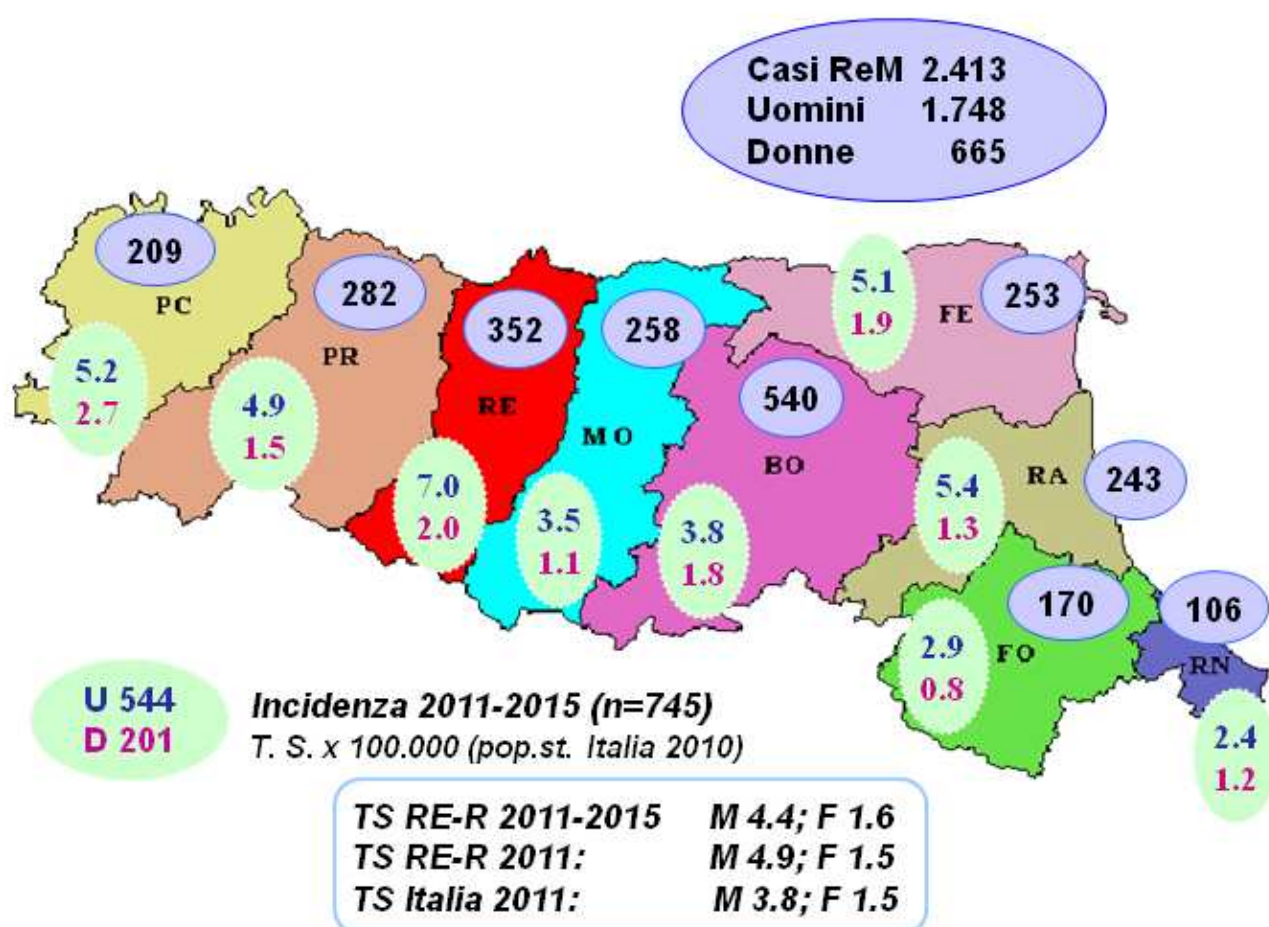 Casi ReM 2.413
Uomini 1.748
Donne 665
209
PC
5.2
2.7
282
PR
4.9
1.5
352
RE
7.0
2.0
258
MO
3.5
1.1
540
BO
3.8
1.8
5.1
1.9
FE
253
5.4
1.3
RA
243
170
FO
2.9
0.8
106
RN
2.4
1.2
U 544
D 201
Incidenza 2011-2015 (n=745)
T. S. x 100.000 (pop.st. Italia 2010)
TS RE-R 2011-2015 M 4.4; F 1.6
TS RE-R 2011: M 4.9; F 1.5
TS Italia 2011: M 3.8; F 1.5